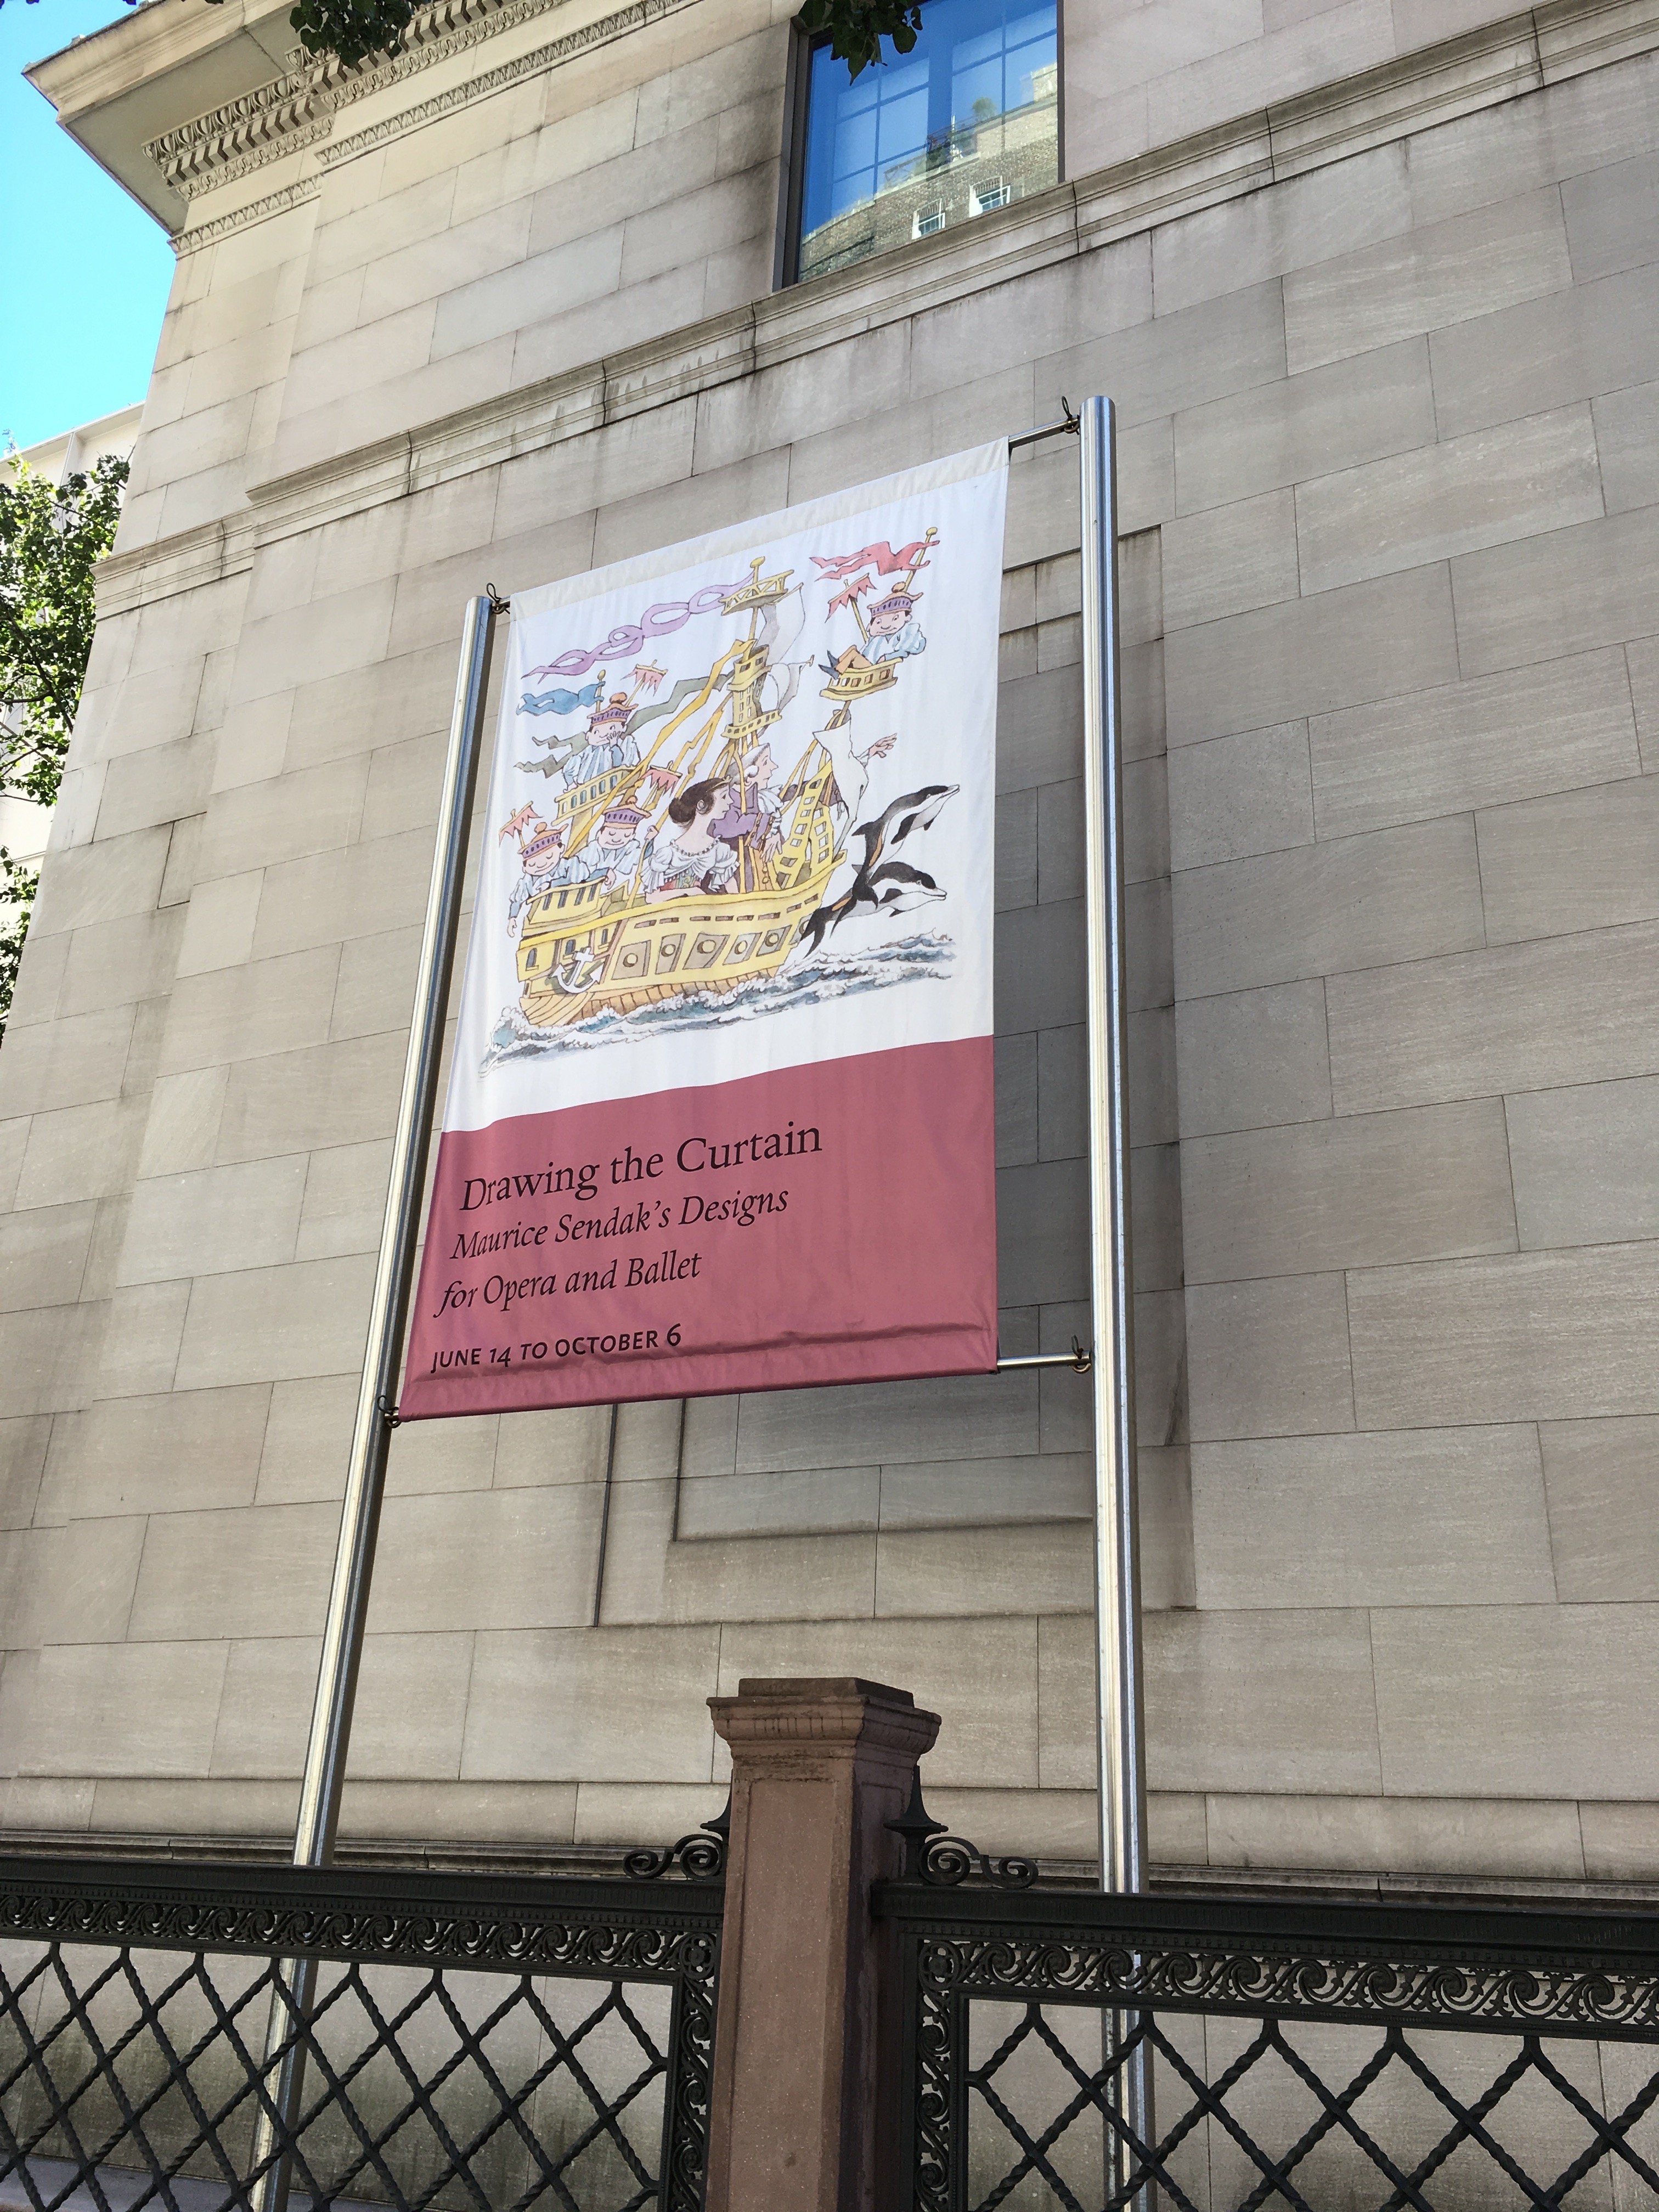 Drawing the Curtain
Maurice Sendak's Designs
for Opera and Ballet
JUNE 14 TO OCTOBER 6